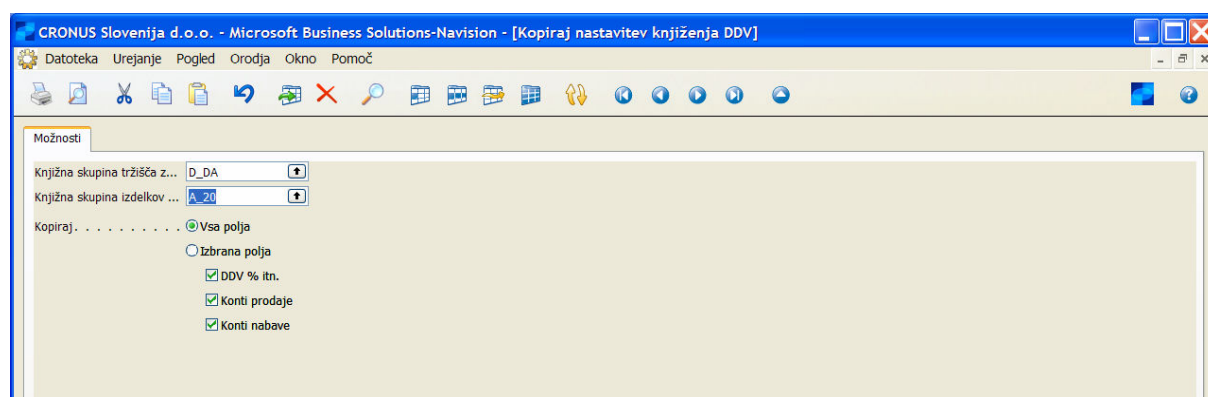 CRONUS Slovenija d.o.o. - Microsoft Business Solutions-Navision - [Kopiraj nastavitev knjiženja DDV]
Datoteka Urejanje Pogled Orodja Okno Pomoč
Možnosti
Knjižna skupina tržišča z... D_DA
Knjižna skupina izdelkov ... A_20
Kopiraj. . . . . . . . . . . Vsa polja
Izbrana polja
DDV % itn.
Konti prodaje
Konti nabave